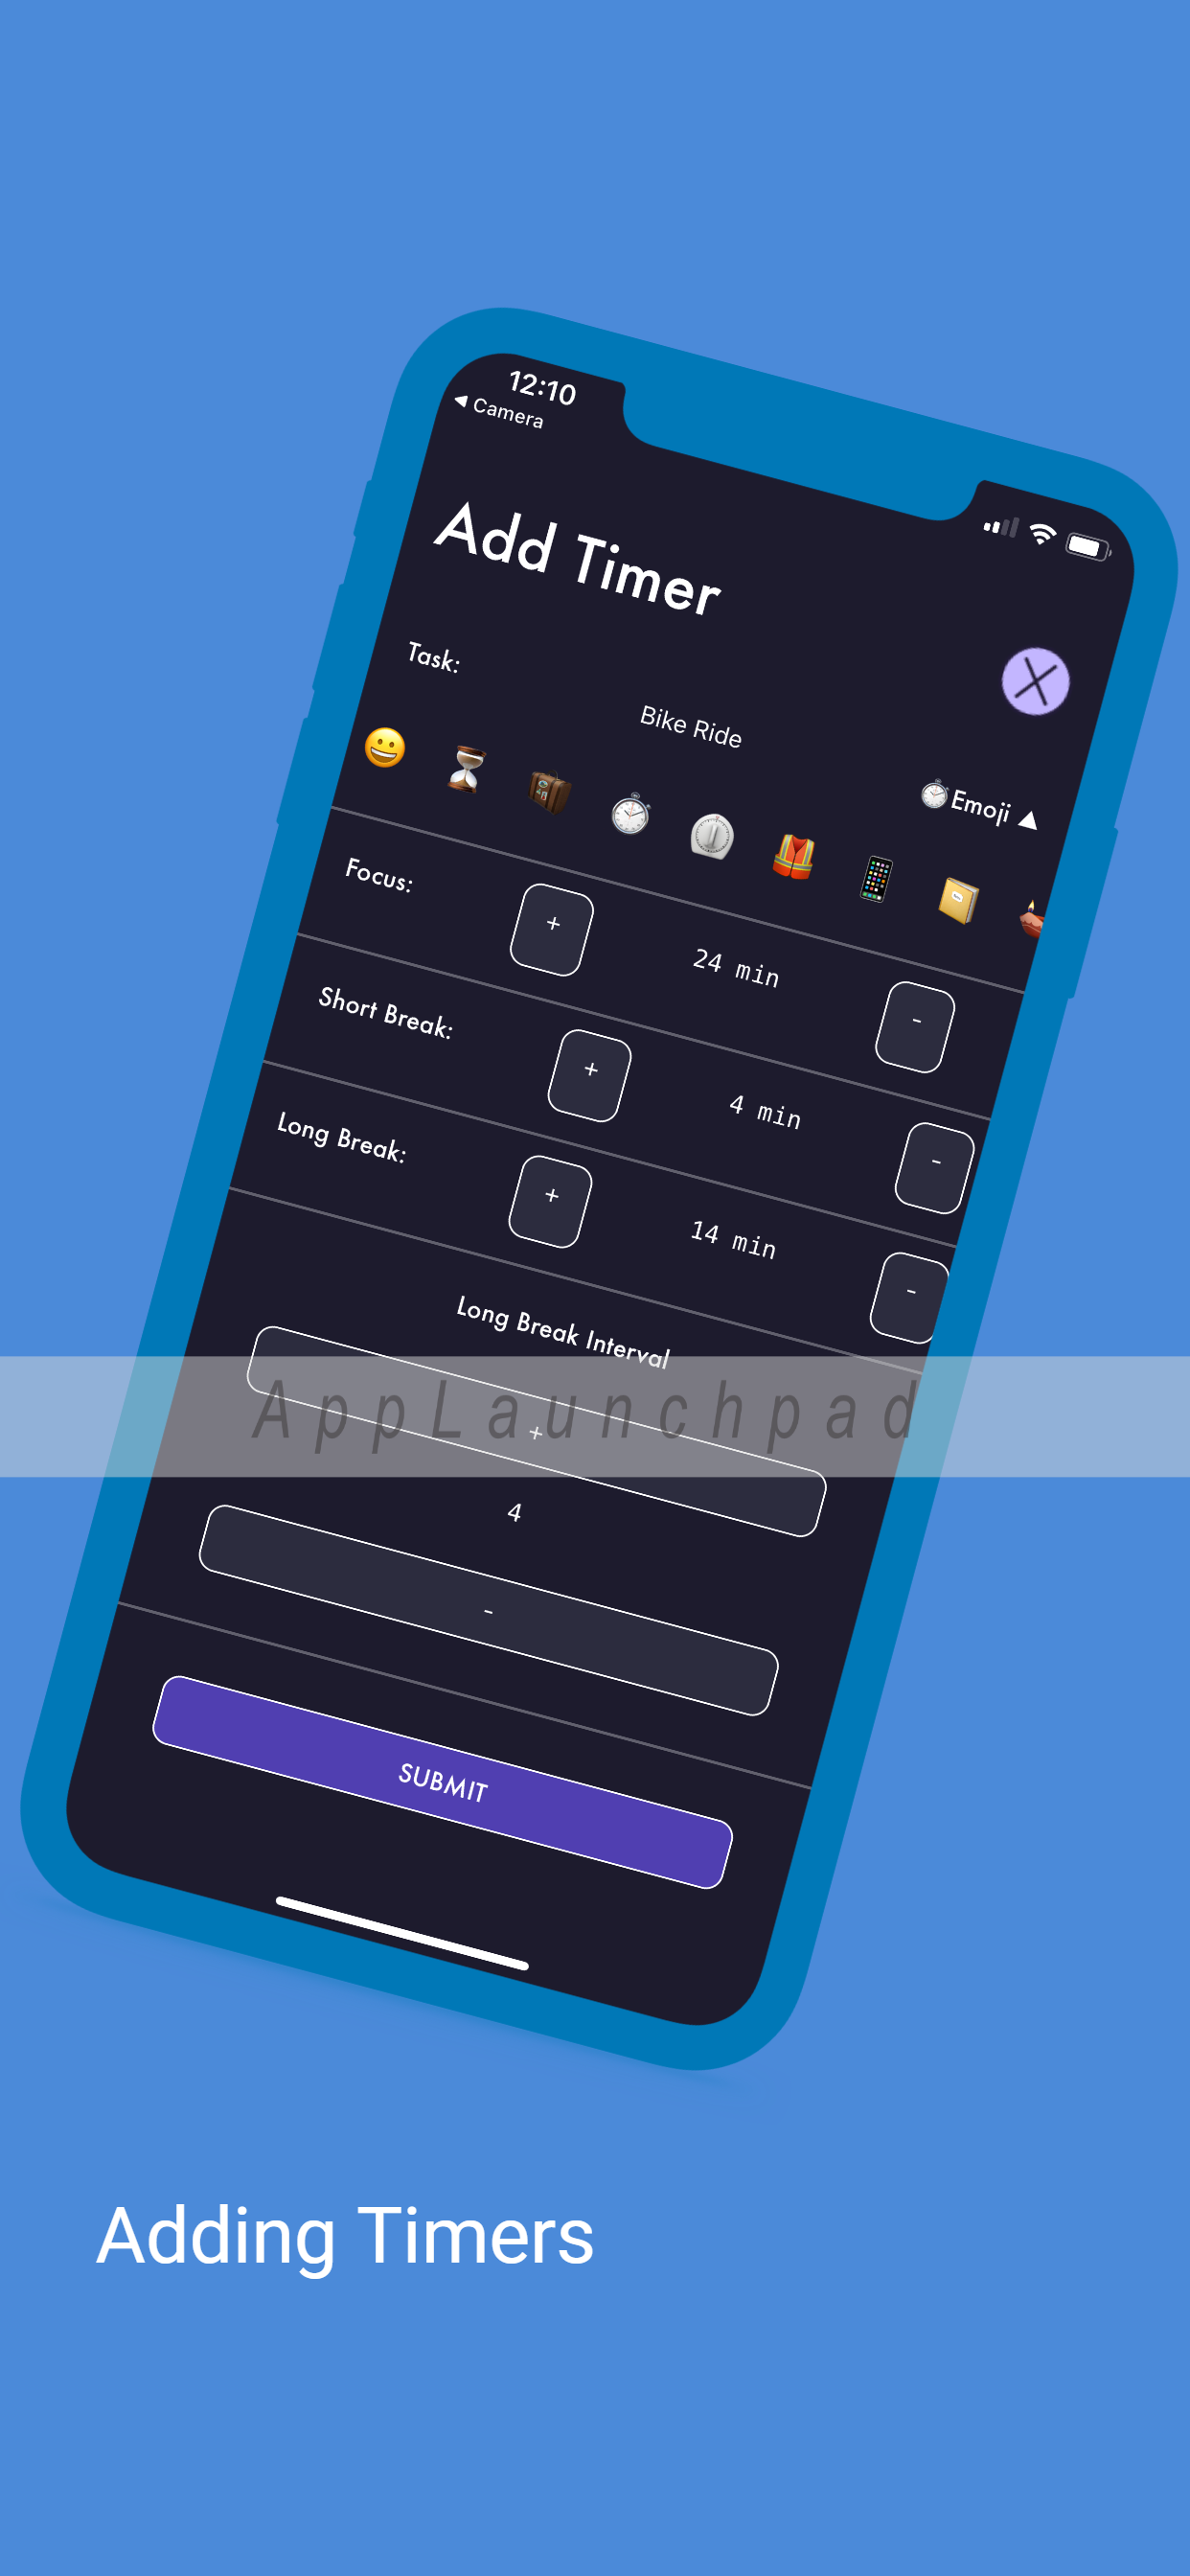 12:10
◀ Camera
Add Timer
Task:
Bike Ride
Emoji ▲
Focus:
+
24 min
-
Short Break:
+
4 min
-
Long Break:
+
14 min
-
Long Break Interval
+
AppLaunchpad
4
-
SUBMIT
Adding Timers